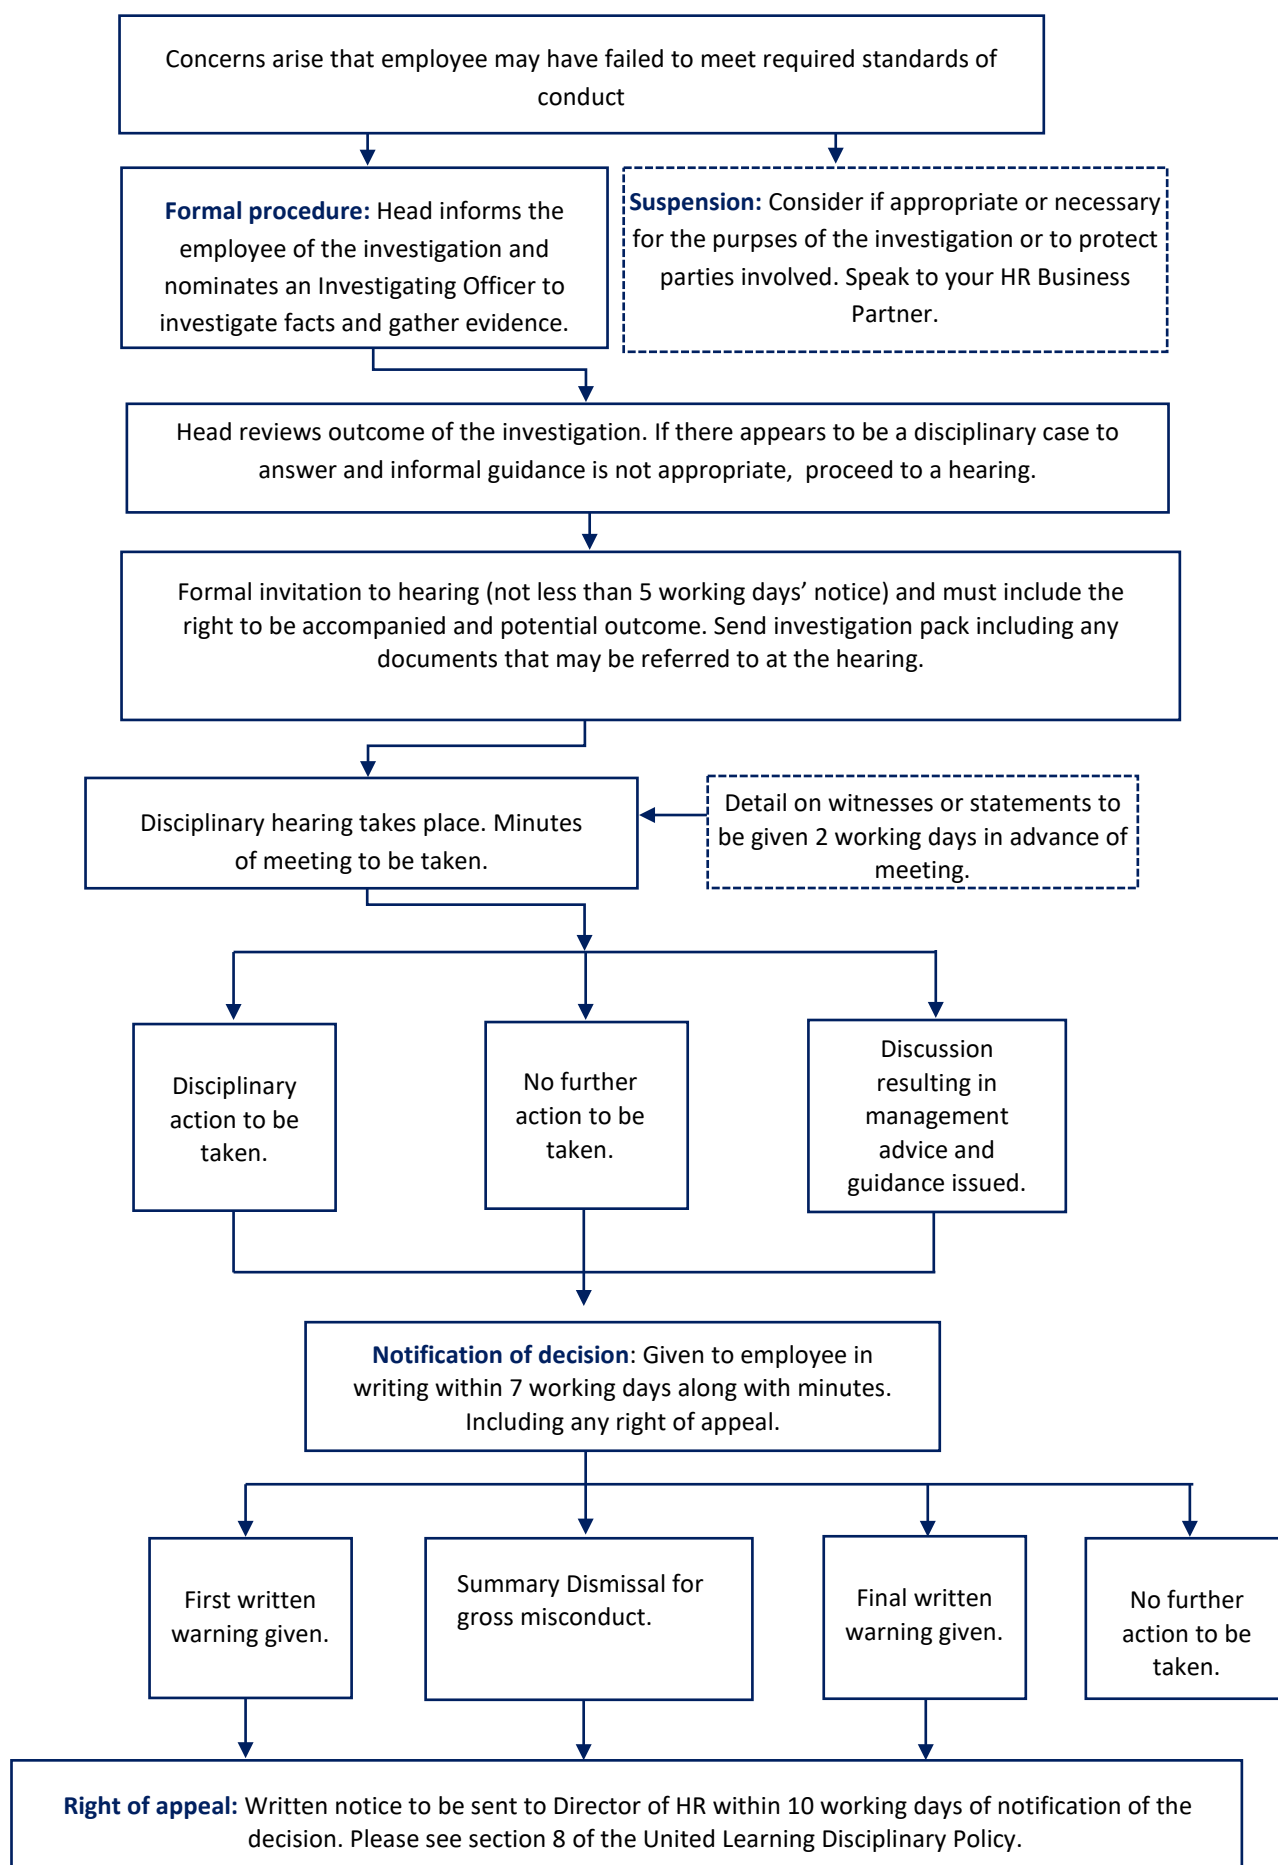 Concerns arise that employee may have failed to meet required standards of
conduct
Formal procedure: Head informs the
employee of the investigation and
nominates an Investigating Officer to
investigate facts and gather evidence.
Suspension: Consider if appropriate or necessary
for the purpses of the investigation or to protect
parties involved. Speak to your HR Business
Partner.
Head reviews outcome of the investigation. If there appears to be a disciplinary case to
answer and informal guidance is not appropriate, proceed to a hearing.
Formal invitation to hearing (not less than 5 working days’ notice) and must include the
right to be accompanied and potential outcome. Send investigation pack including any
documents that may be referred to at the hearing.
Disciplinary hearing takes place. Minutes
of meeting to be taken.
Detail on witnesses or statements to
be given 2 working days in advance of
meeting.
Disciplinary
action to be
taken.
No further
action to be
taken.
Discussion
resulting in
management
advice and
guidance issued.
Notification of decision: Given to employee in
writing within 7 working days along with minutes.
Including any right of appeal.
First written
warning given.
Summary Dismissal for
gross misconduct.
Final written
warning given.
No further
action to be
taken.
Right of appeal: Written notice to be sent to Director of HR within 10 working days of notification of the
decision. Please see section 8 of the United Learning Disciplinary Policy.